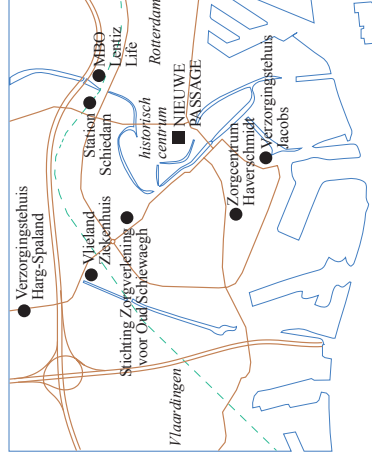 Verzorgingstehuis
Harg-Spaland
Vlieland
Ziekenhuis
Stichting Zorgverlening
voor Oud Schiewaegh
Vlaardingen
Station
Schiedam
MBO
Lentiz
Life
Rotterdam
historisch
centrum
NIEUWE
PASSAGE
Zorgcentrum
Haverschmidt
Verzorgingstehuis
Jacobs